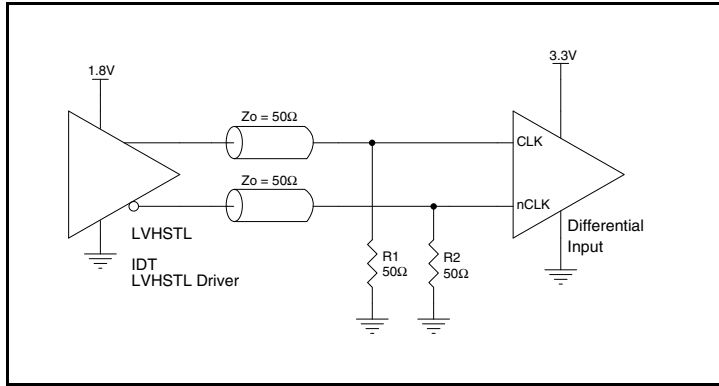 1.8V
3.3V
Zo = 50Ω
Zo = 50Ω
CLK
nCLK
LVHSTL
IDT
LVHSTL Driver
R1
50Ω
R2
50Ω
Differential
Input